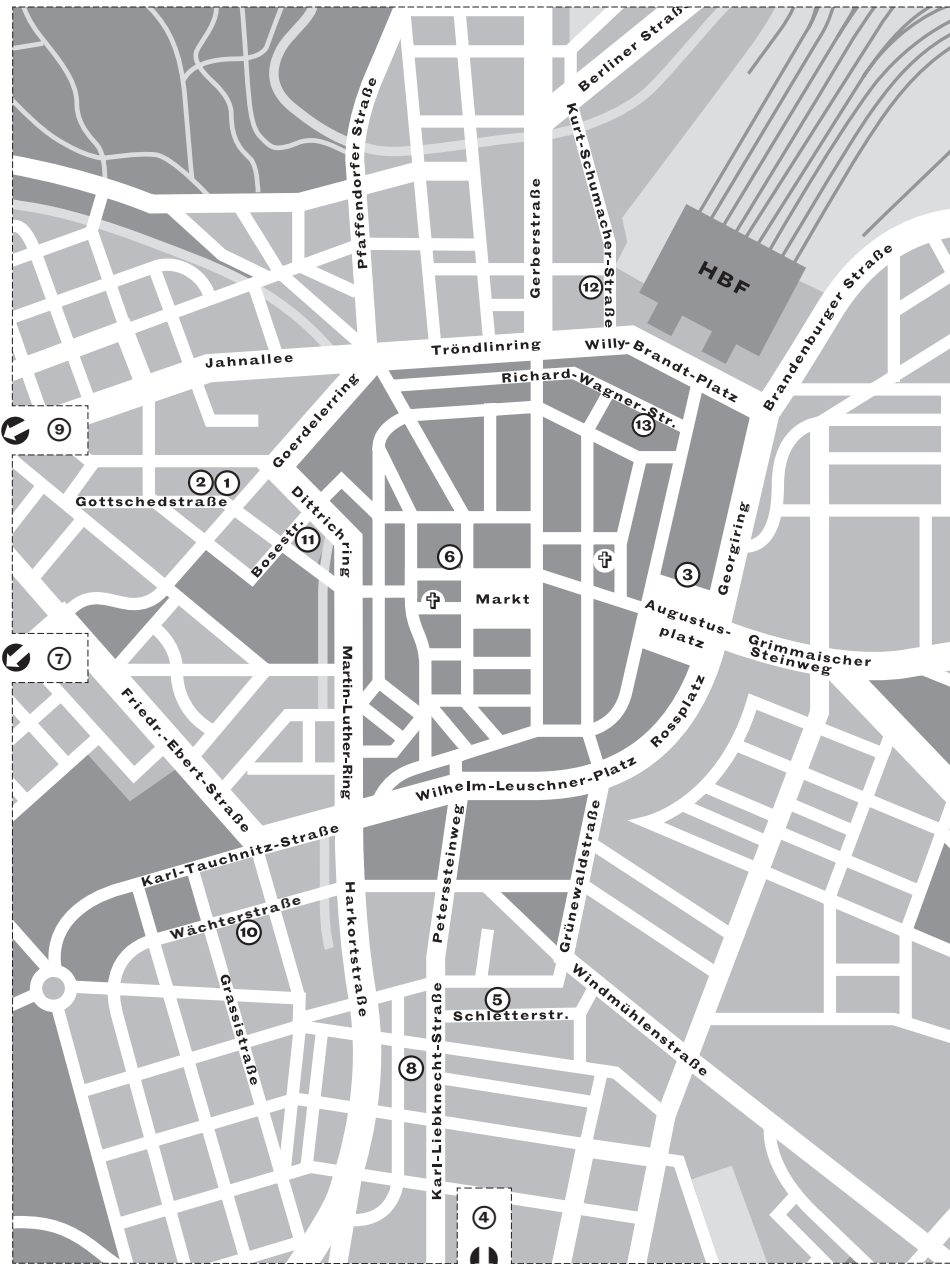 Berliner Straß
Pfaffendorfer Straße
Kurt-Schumacher-Straße
Gerberstraße
HBF
Brandenburger Straße
12
Jahnallee
Tröndlinring
Willy-Brandt-Platz
Richard-Wagner-Str.
13
Goerdelerring
9
2
1
Gottschedstraße
Dittrichring
Bosestr.
11
6
3
Georgiring
Markt
Augustus-
platz
Grimmaischer
Steinweg
7
Martin-Luther-Ring
Friedr.-Ebert-Straße
Rossplatz
Wilhelm-Leuschner-Platz
Karl-Tauchnitz-Straße
Peterssteinweg
Grünewaldstraße
Wächterstraße
10
Harkortstraße
Grassistraße
5
Schletterstr.
Windmühlenstraße
8
Karl-Liebknecht-Straße
4